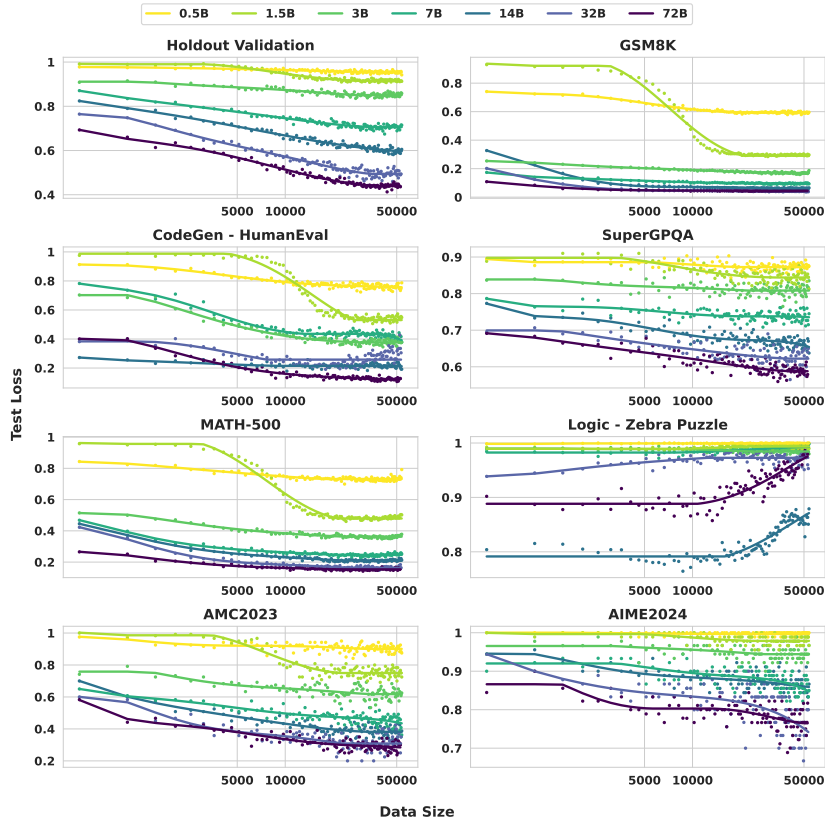 0.5B 1.5B 3B 7B 14B 32B 72B
Holdout Validation
1
0.8
0.6
0.4
5000 10000 50000
GSM8K
0.8
0.6
0.4
0.2
0
5000 10000 50000
CodeGen - HumanEval
1
0.8
0.6
0.4
0.2
5000 10000 50000
SuperGPQA
0.9
0.8
0.7
0.6
5000 10000 50000
Test Loss
MATH-500
1
0.8
0.6
0.4
0.2
5000 10000 50000
Logic - Zebra Puzzle
1
0.9
0.8
5000 10000 50000
AMC2023
1
0.8
0.6
0.4
0.2
5000 10000 50000
AIME2024
1
0.9
0.8
0.7
5000 10000 50000
Data Size